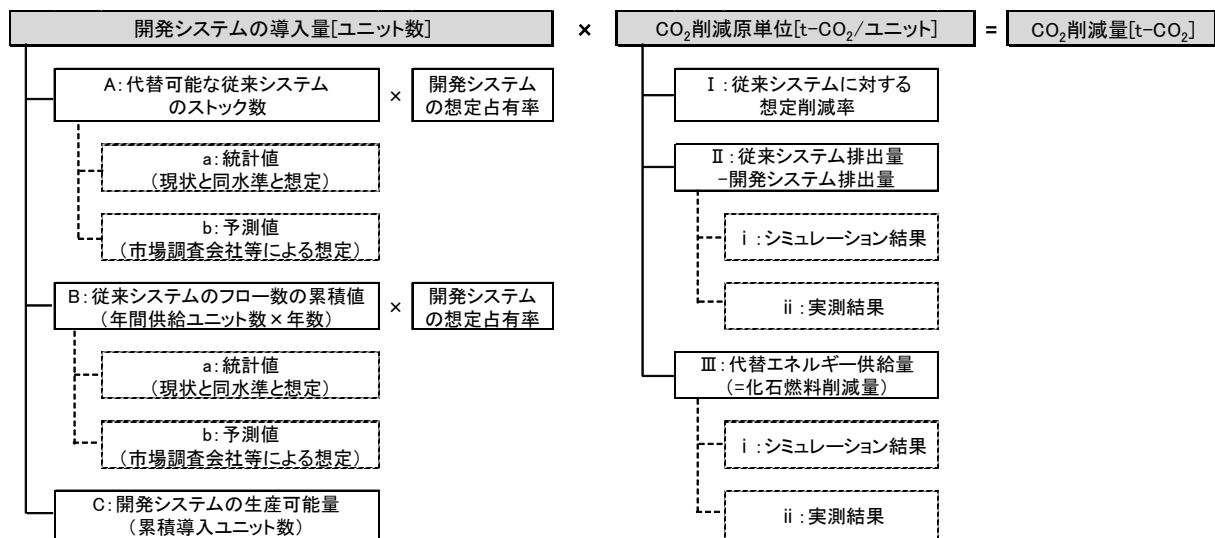 開発システムの導入量[ユニット数]
×
CO₂削減原単位[t-CO₂/ユニット]
=
CO₂削減量[t-CO₂]
A:代替可能な従来システム
のストック数
×
開発システム
の想定占有率
a:統計値
(現状と同水準と想定)
b:予測値
(市場調査会社等による想定)
B:従来システムのフロー数の累積値
(年間供給ユニット数×年数)
×
開発システム
の想定占有率
a:統計値
(現状と同水準と想定)
b:予測値
(市場調査会社等による想定)
C:開発システムの生産可能量
(累積導入ユニット数)
Ⅰ:従来システムに対する
想定削減率
Ⅱ:従来システム排出量
-開発システム排出量
ⅰ:シミュレーション結果
ⅱ:実測結果
Ⅲ:代替エネルギー供給量
(=化石燃料削減量)
ⅰ:シミュレーション結果
ⅱ:実測結果